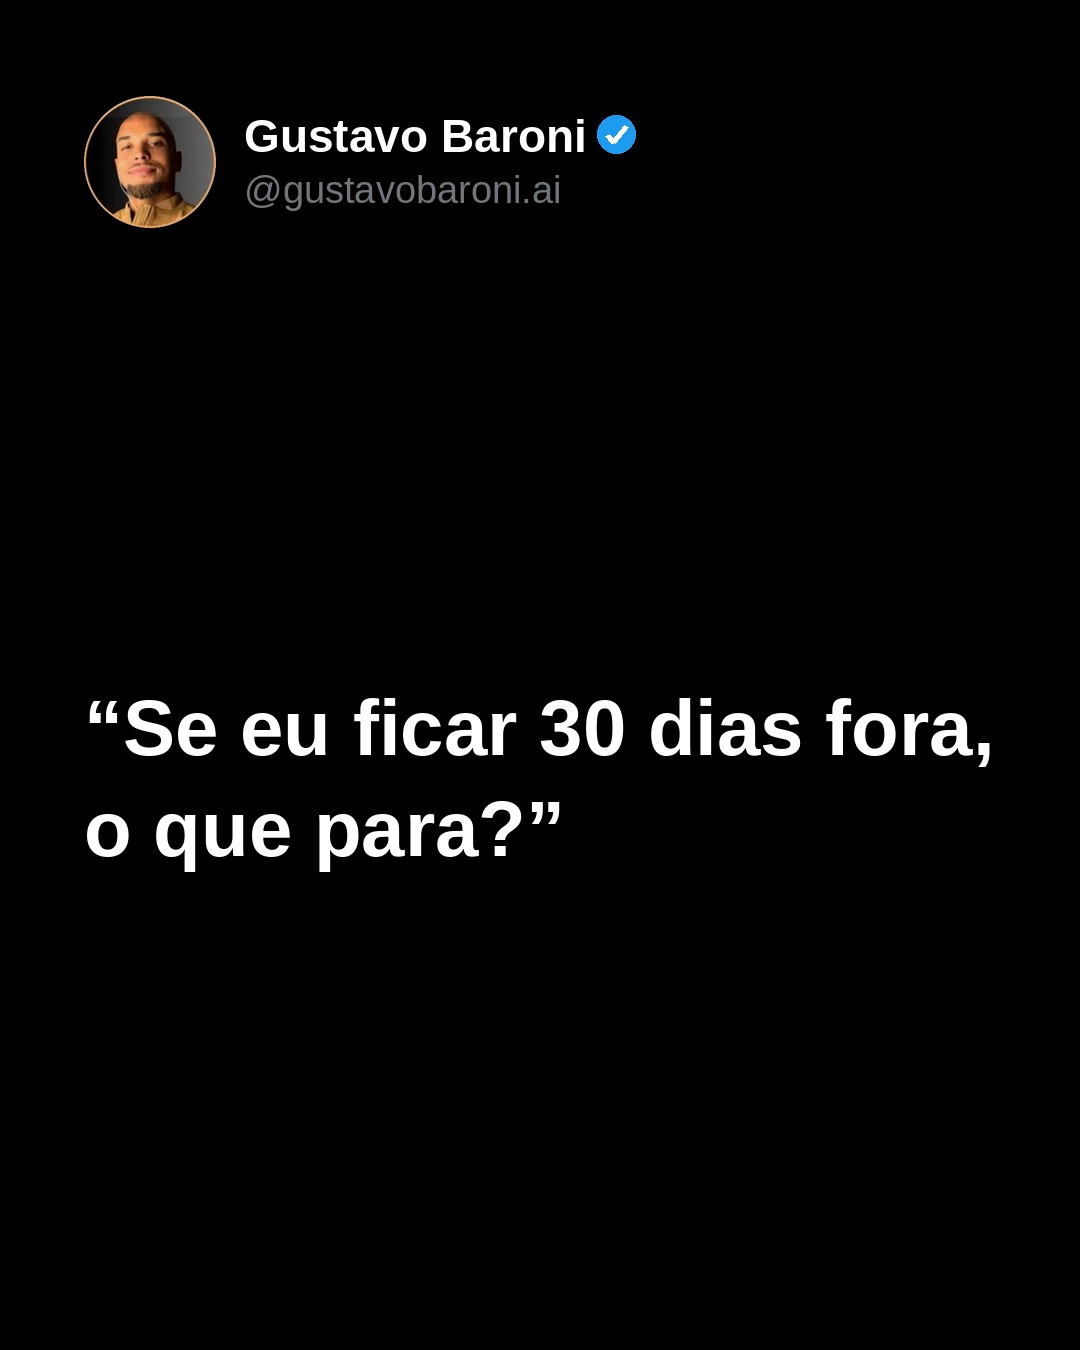 Gustavo Baroni
@gustavobaroni.ai
“Se eu ficar 30 dias fora,
o que para?”